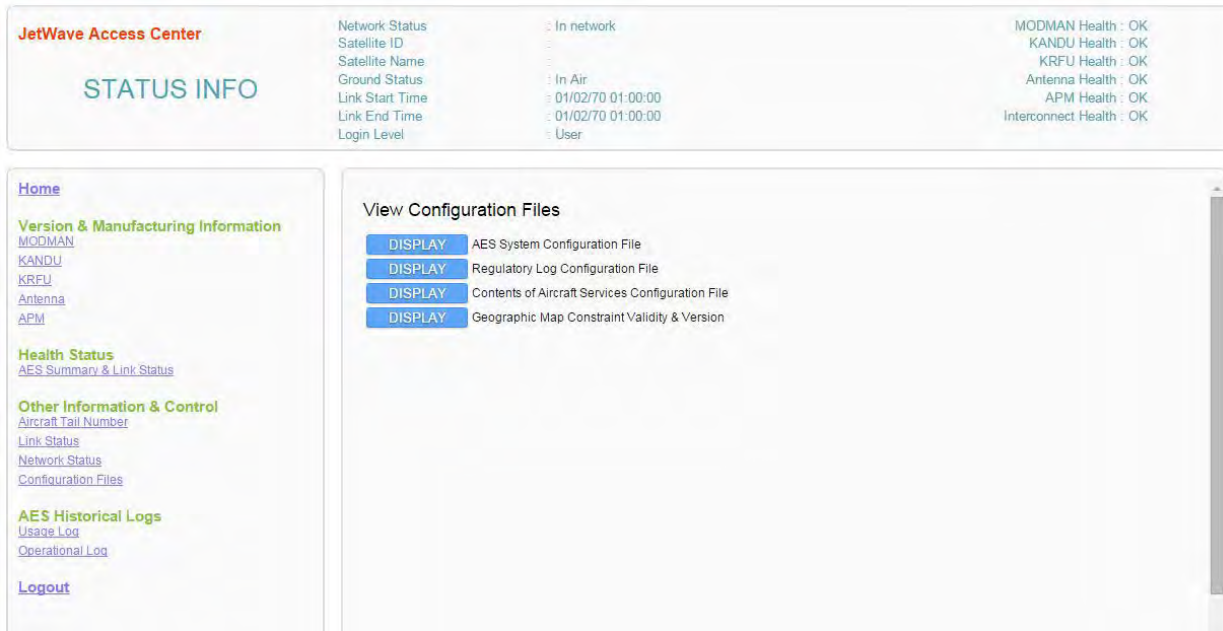 JetWave Access Center
STATUS INFO
Network Status : In network
Satellite ID :
Satellite Name :
Ground Status : In Air
Link Start Time : 01/02/70 01:00:00
Link End Time : 01/02/70 01:00:00
Login Level : User
MODMAN Health : OK
KANDU Health : OK
KRFU Health : OK
Antenna Health : OK
APM Health : OK
Interconnect Health : OK
Home
Version & Manufacturing Information
MODMAN
KANDU
KRFU
Antenna
APM
Health Status
AES Summary & Link Status
Other Information & Control
Aircraft Tail Number
Link Status
Network Status
Configuration Files
AES Historical Logs
Usage Log
Operational Log
Logout
View Configuration Files
DISPLAY AES System Configuration File
DISPLAY Regulatory Log Configuration File
DISPLAY Contents of Aircraft Services Configuration File
DISPLAY Geographic Map Constraint Validity & Version